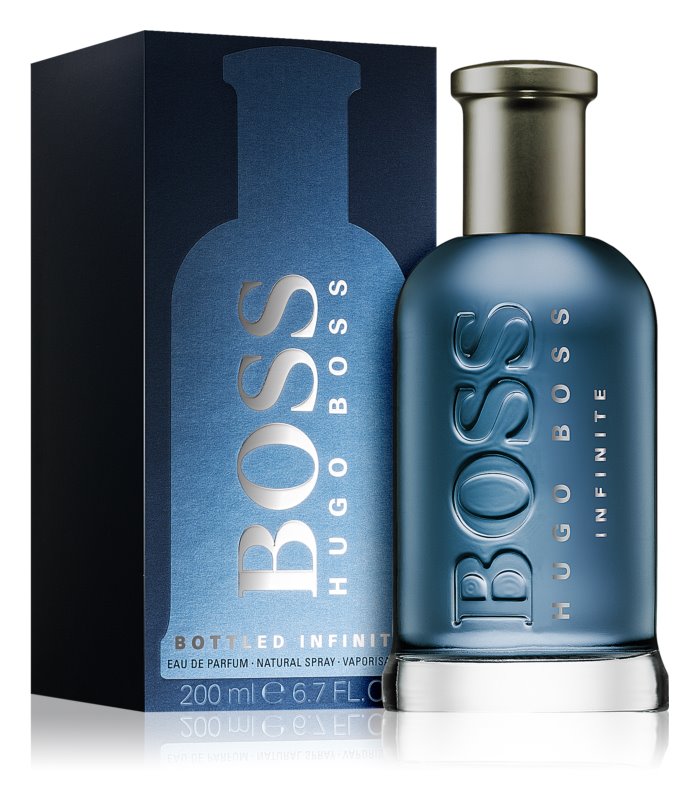 BOSS
HUGO BOSS
BOTTLED INFINIT
EAU DE PARFUM · NATURAL SPRAY · VAPORISA
200 ml ℮ 6.7 FL.O
BOSS
HUGO BOSS
INFINITE